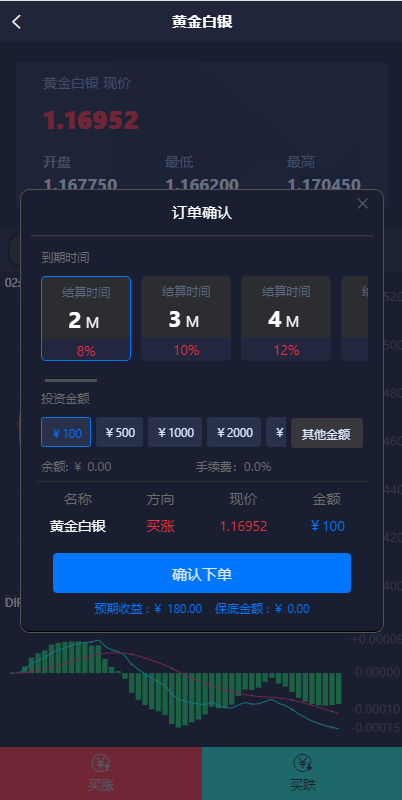 黄金白银
黄金白银 现价
1.16952
开盘 最低 最高
1.167750 1.166200 1.170450
订单确认
到期时间
结算时间 结算时间 结算时间 结
2 M 3 M 4 M
8% 10% 12%
投资金额
¥100 ¥500 ¥1000 ¥2000 ¥ 其他金额
余额: ¥ 0.00 手续费: 0.0%
名称 方向 现价 金额
黄金白银 买涨 1.16952 ¥100
确认下单
预期收益 : ¥ 180.00 保底金额 : ¥ 0.00
+0.00009
-0.00000
-0.00010
-0.00015
买涨 买跌